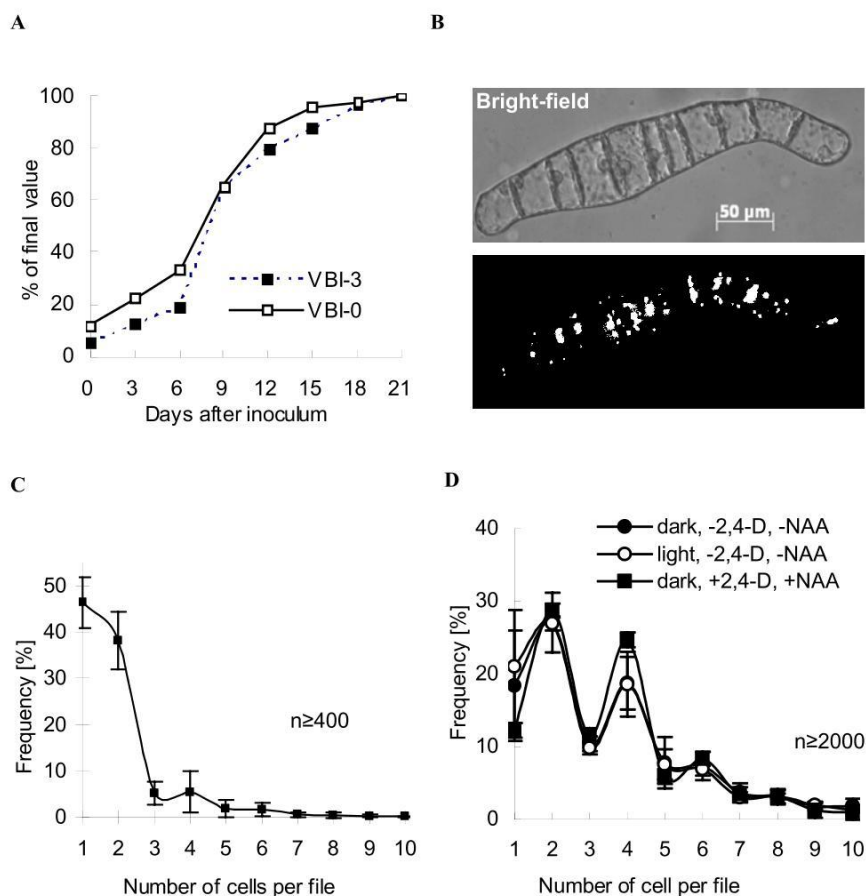 A
% of final value
100
80
60
40
20
0
VBI-3
VBI-0
0 3 6 9 12 15 18 21
Days after inoculum
B
Bright-field
50 µm
C
Frequency [%]
50
40
30
20
10
0
n≥400
1 2 3 4 5 6 7 8 9 10
Number of cells per file
D
Frequency [%]
40
30
20
10
0
dark, -2,4-D, -NAA
light, -2,4-D, -NAA
dark, +2,4-D, +NAA
n≥2000
1 2 3 4 5 6 7 8 9 10
Number of cell per file